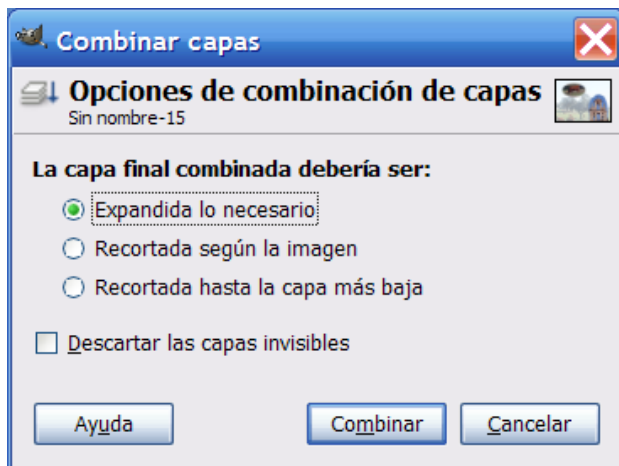 Combinar capas
Opciones de combinación de capas
Sin nombre-15
La capa final combinada debería ser:
Expandida lo necesario
Recortada según la imagen
Recortada hasta la capa más baja
Descartar las capas invisibles
Ayuda Combinar Cancelar